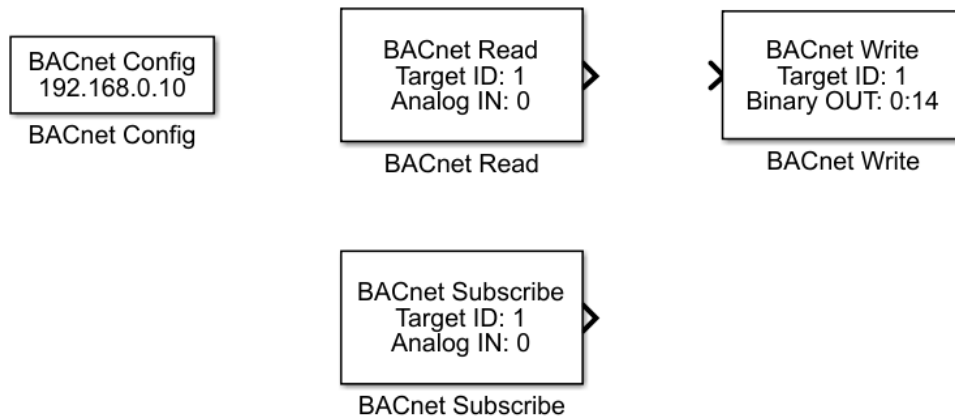 BACnet Config
192.168.0.10
BACnet Config
BACnet Read
Target ID: 1
Analog IN: 0
BACnet Read
BACnet Write
Target ID: 1
Binary OUT: 0:14
BACnet Write
BACnet Subscribe
Target ID: 1
Analog IN: 0
BACnet Subscribe